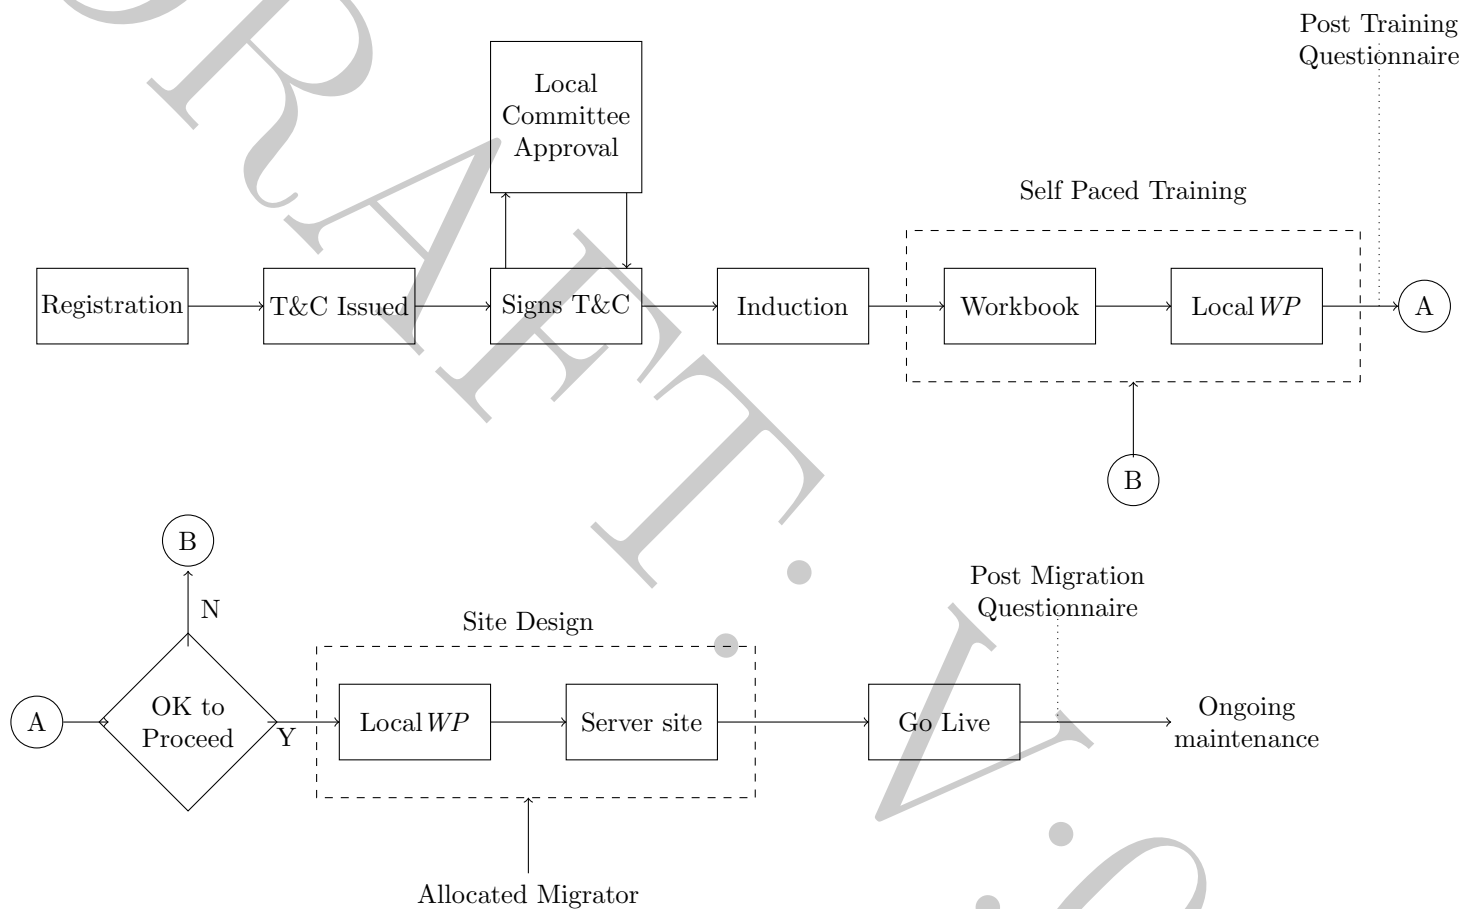 Post Training
Questionnaire
Local
Committee
Approval
Self Paced Training
Registration
T&C Issued
Signs T&C
Induction
Workbook
Local WP
A
B
B
N
Post Migration
Questionnaire
Site Design
A
OK to
Proceed
Y
Local WP
Server site
Go Live
Ongoing
maintenance
Allocated Migrator